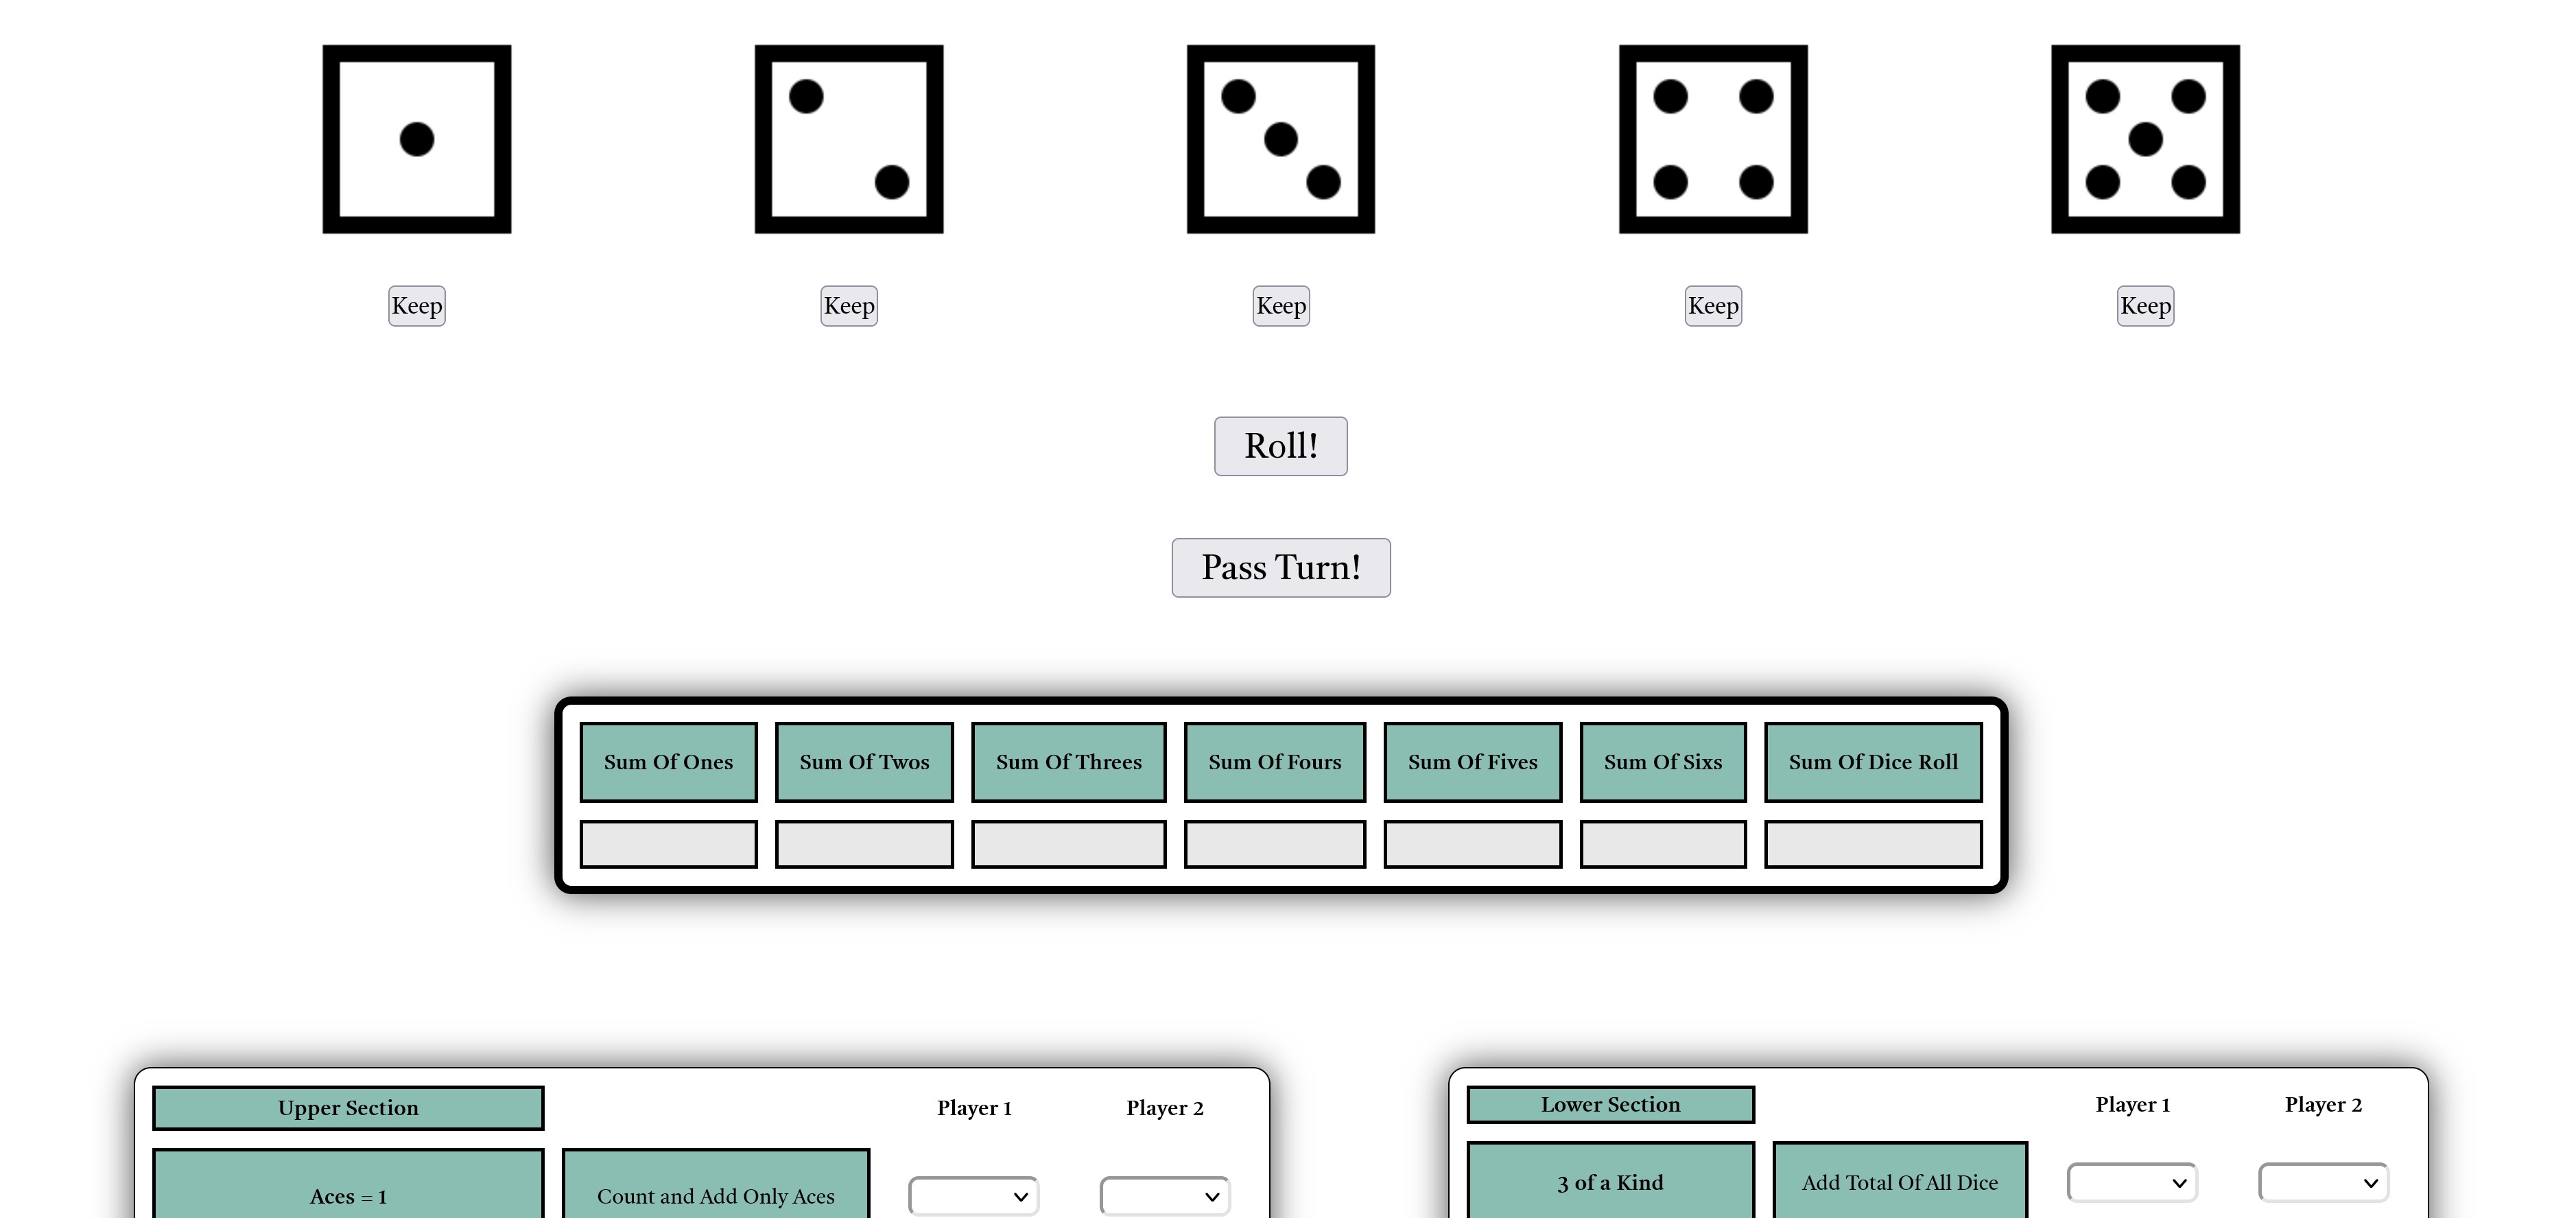 Keep Keep Keep Keep Keep
Roll!
Pass Turn!
Sum Of Ones Sum Of Twos Sum Of Threes Sum Of Fours Sum Of Fives Sum Of Sixs Sum Of Dice Roll
Upper Section Player 1 Player 2
Aces = 1 Count and Add Only Aces
Lower Section Player 1 Player 2
3 of a Kind Add Total Of All Dice